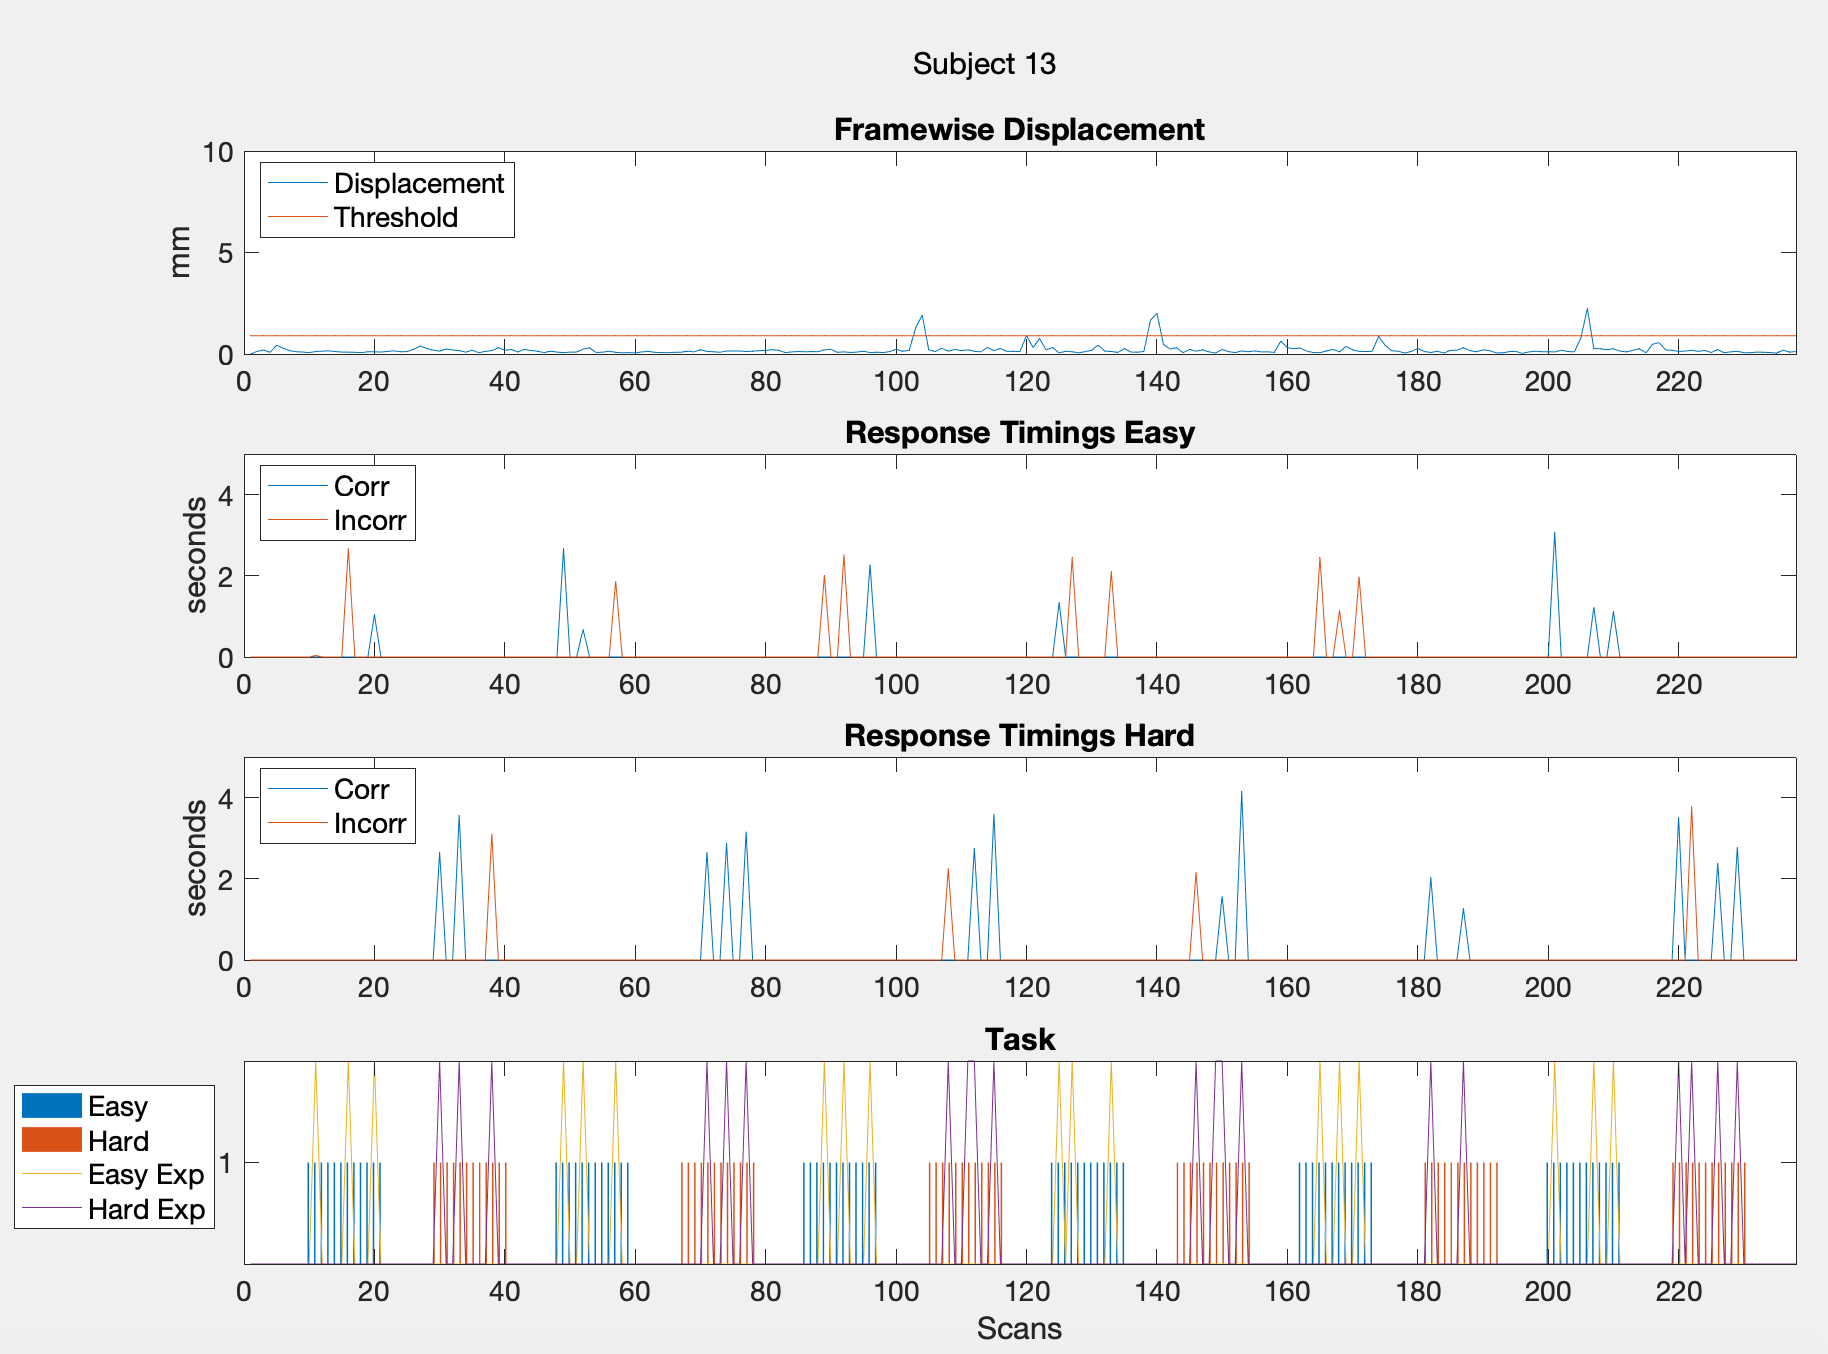 Subject 13
Framewise Displacement
10
5
0
mm
Displacement
Threshold
0 20 40 60 80 100 120 140 160 180 200 220
Response Timings Easy
4
2
0
seconds
Corr
Incorr
0 20 40 60 80 100 120 140 160 180 200 220
Response Timings Hard
4
2
0
seconds
Corr
Incorr
0 20 40 60 80 100 120 140 160 180 200 220
Task
Easy
Hard
Easy Exp
Hard Exp
1
0 20 40 60 80 100 120 140 160 180 200 220
Scans